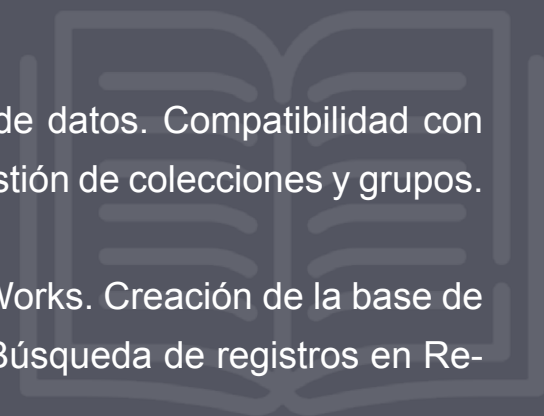 de datos. Compatibilidad con
stión de colecciones y grupos.
Works. Creación de la base de
Búsqueda de registros en Re-